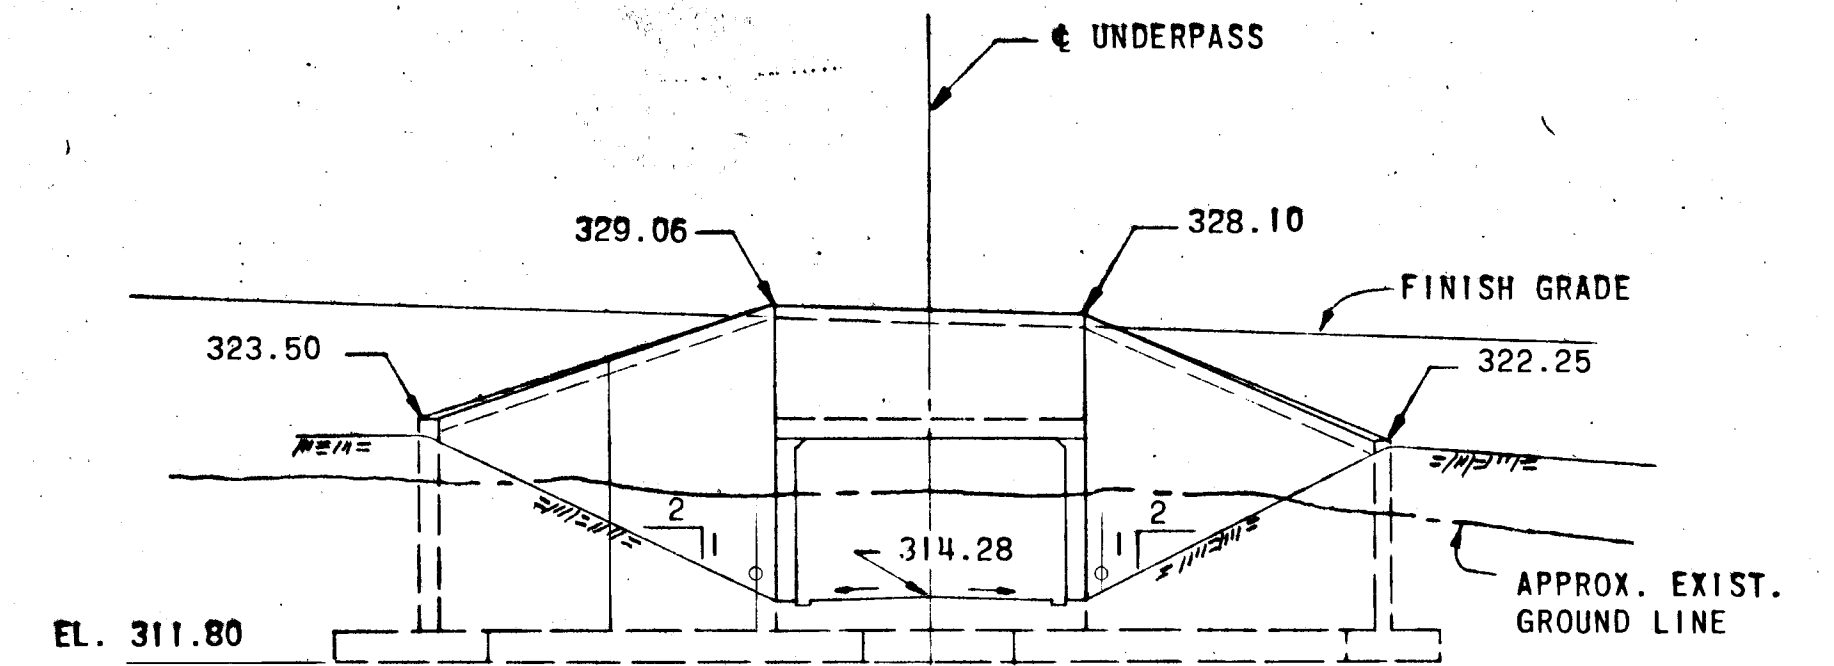 ℄ UNDERPASS
329.06
328.10
FINISH GRADE
323.50
322.25
2
1
2
1
314.28
APPROX. EXIST.
GROUND LINE
EL. 311.80